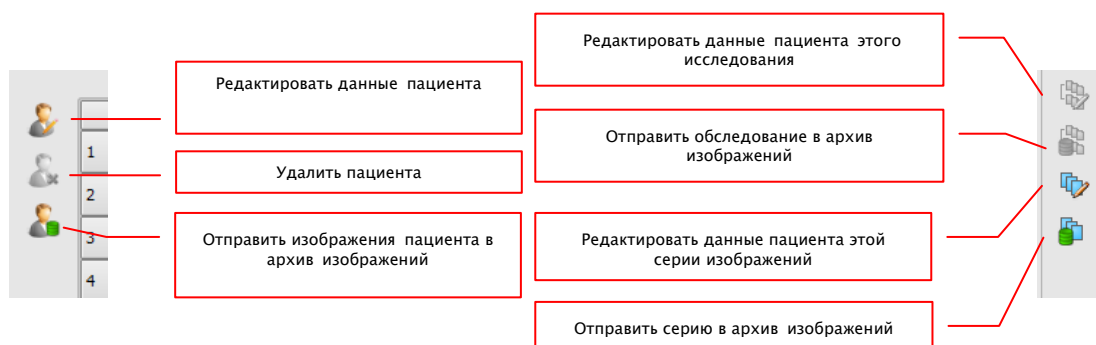 Редактировать данные пациента
Удалить пациента
Отправить изображения пациента в
архив изображений
1
2
3
4
Редактировать данные пациента этого
исследования
Отправить обследование в архив
изображений
Редактировать данные пациента этой
серии изображений
Отправить серию в архив изображений